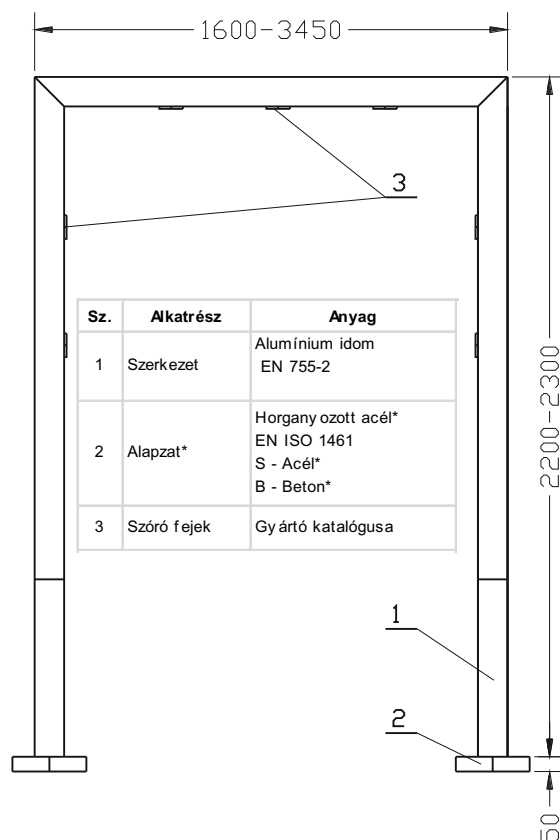 1600-3450
3
Sz. Alkatrész Anyag
1 Szerkezet Alumínium idom
EN 755-2
2 Alapzat* Horganyozott acél*
EN ISO 1461
S - Acél*
B - Beton*
3 Szóró fejek Gyártó katalógusa
2200-2300
1
2
50